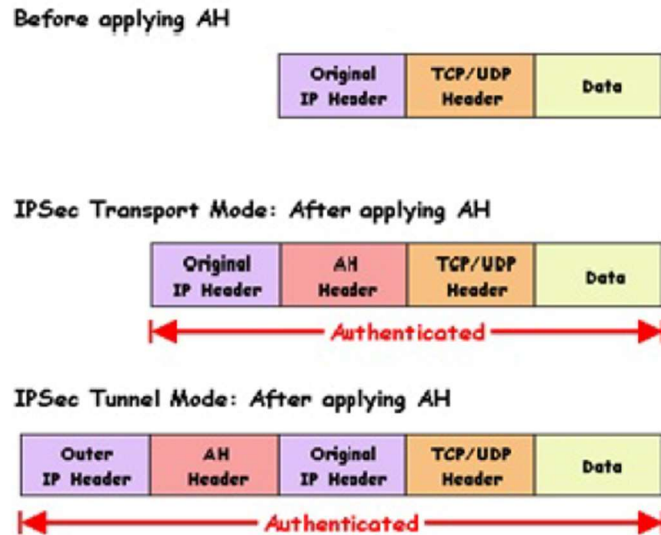 Before applying AH
Original TCP/UDP Data
IP Header Header
IPSec Transport Mode: After applying AH
Original AH TCP/UDP Data
IP Header Header Header
Authenticated
IPSec Tunnel Mode: After applying AH
Outer AH Original TCP/UDP Data
IP Header Header IP Header Header
Authenticated